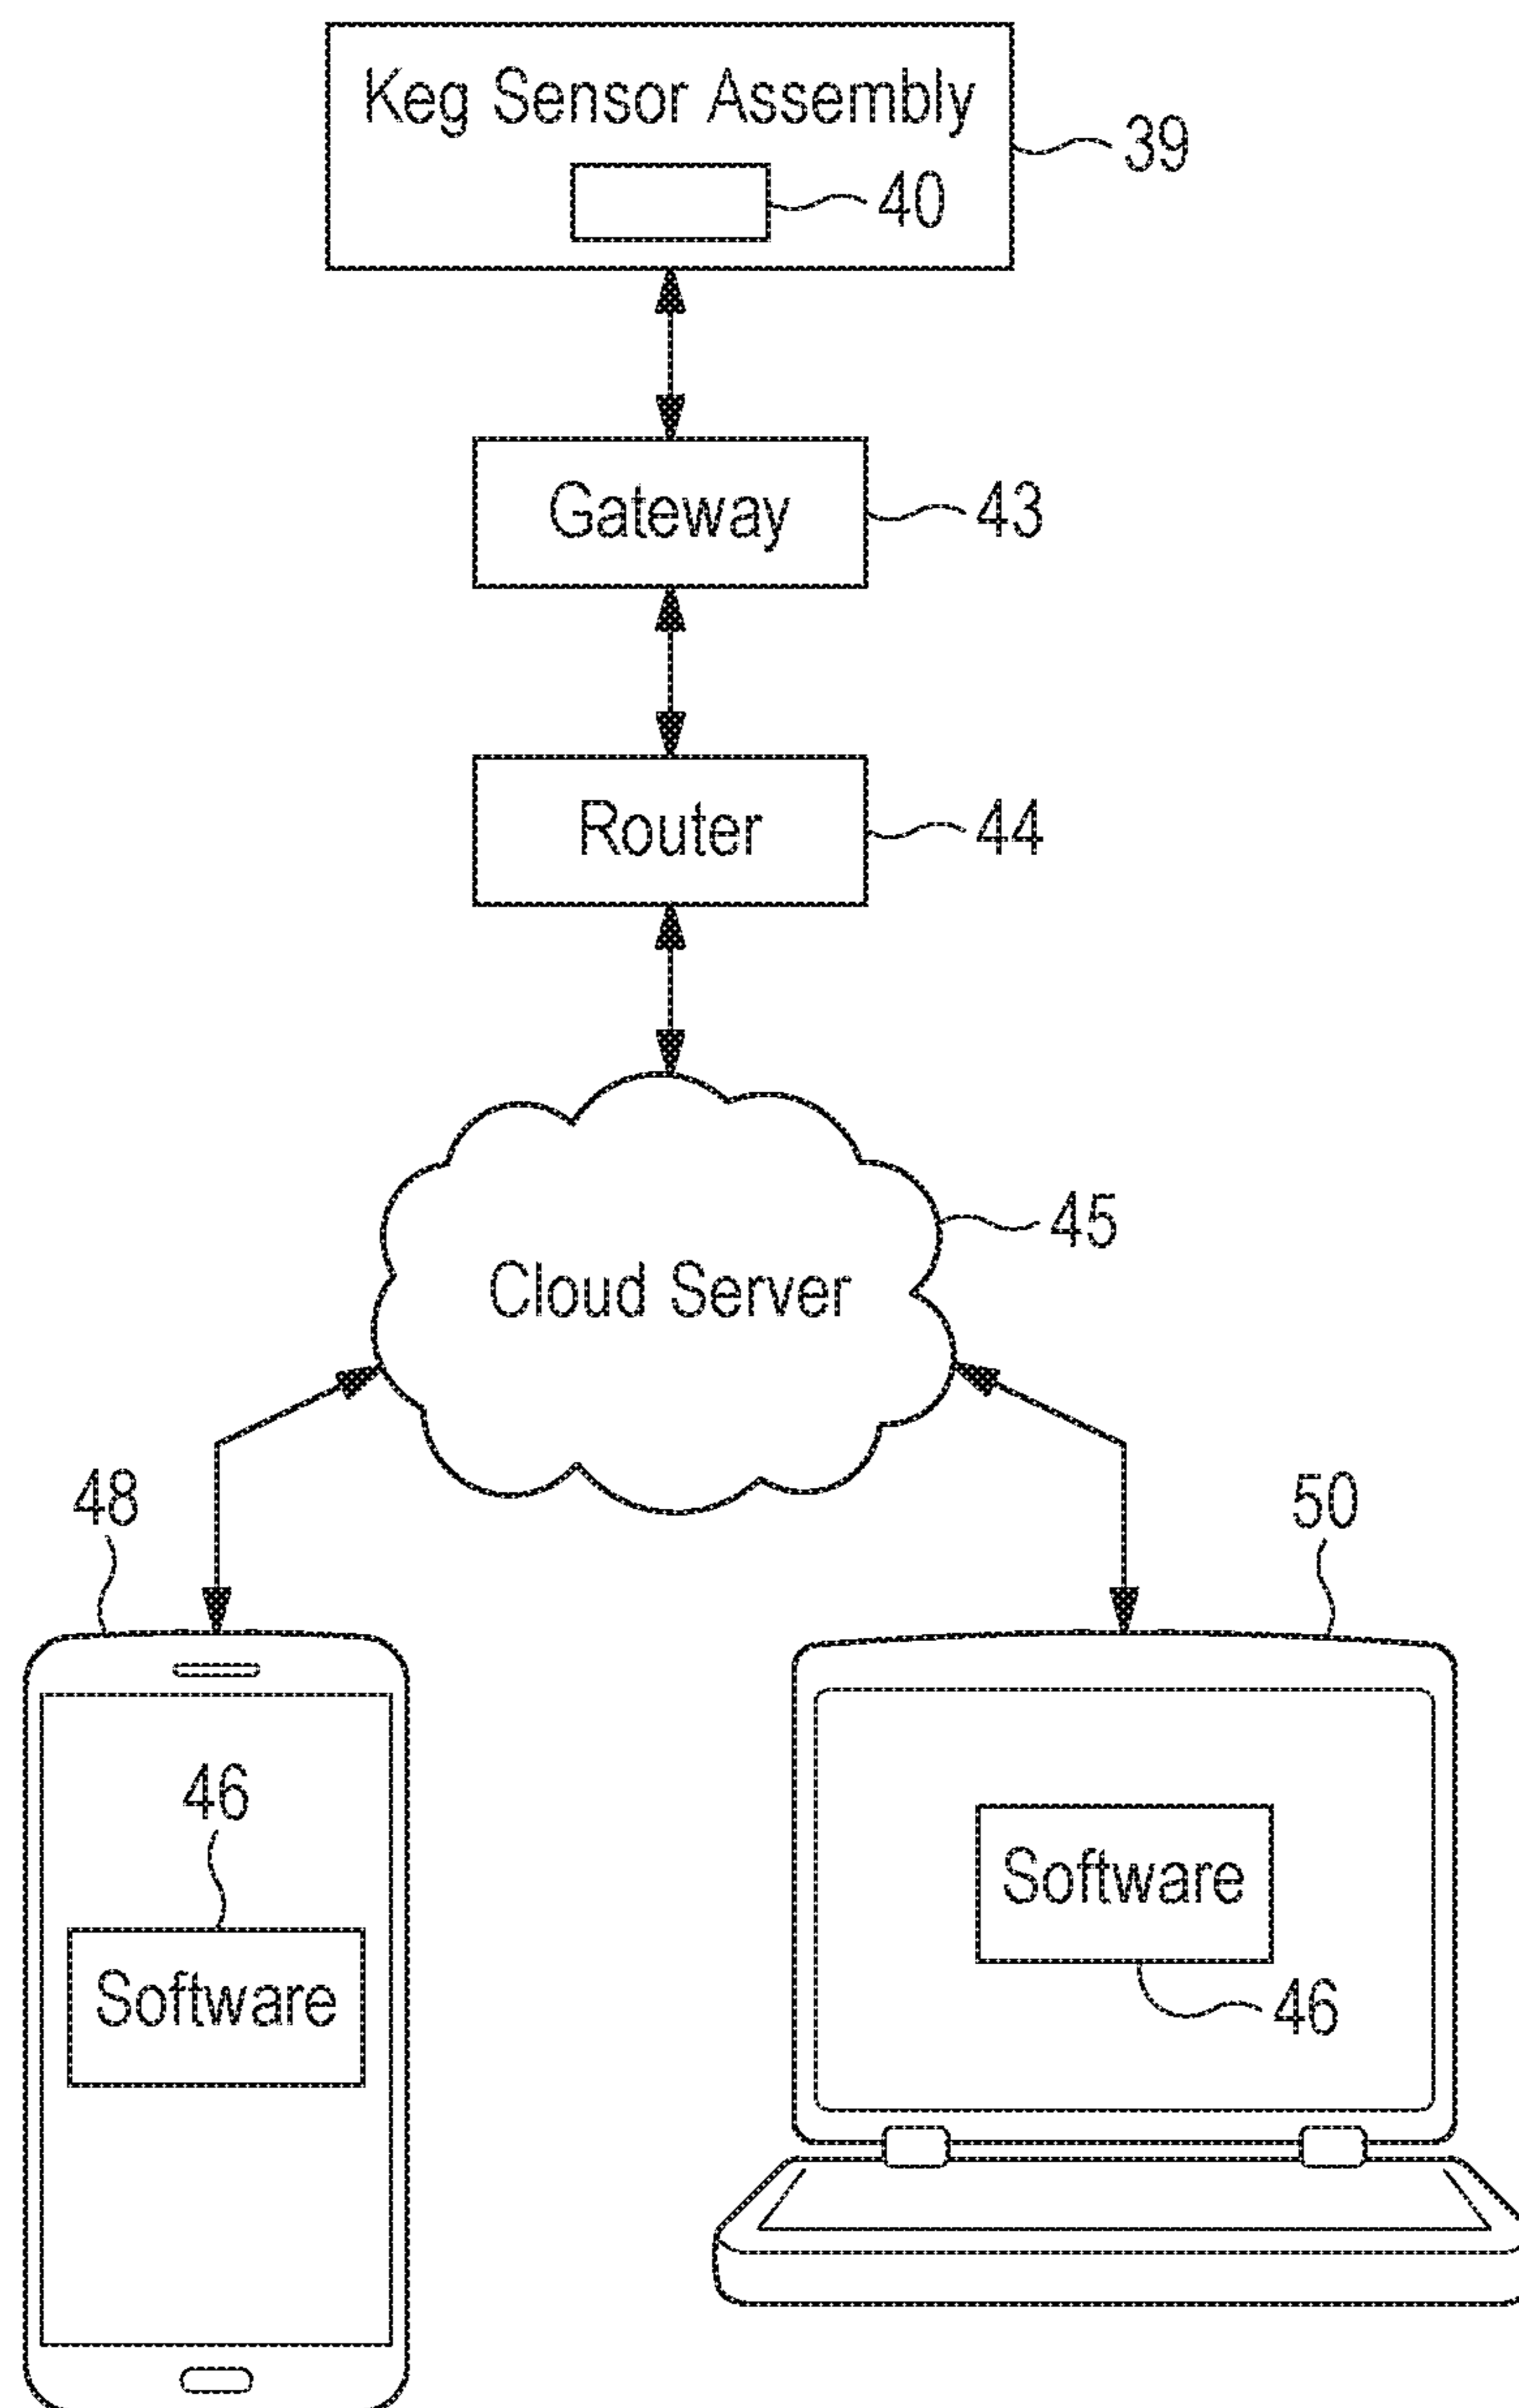 Keg Sensor Assembly
39
40
Gateway
43
Router
44
45
Cloud Server
48
50
46
Software
Software
46